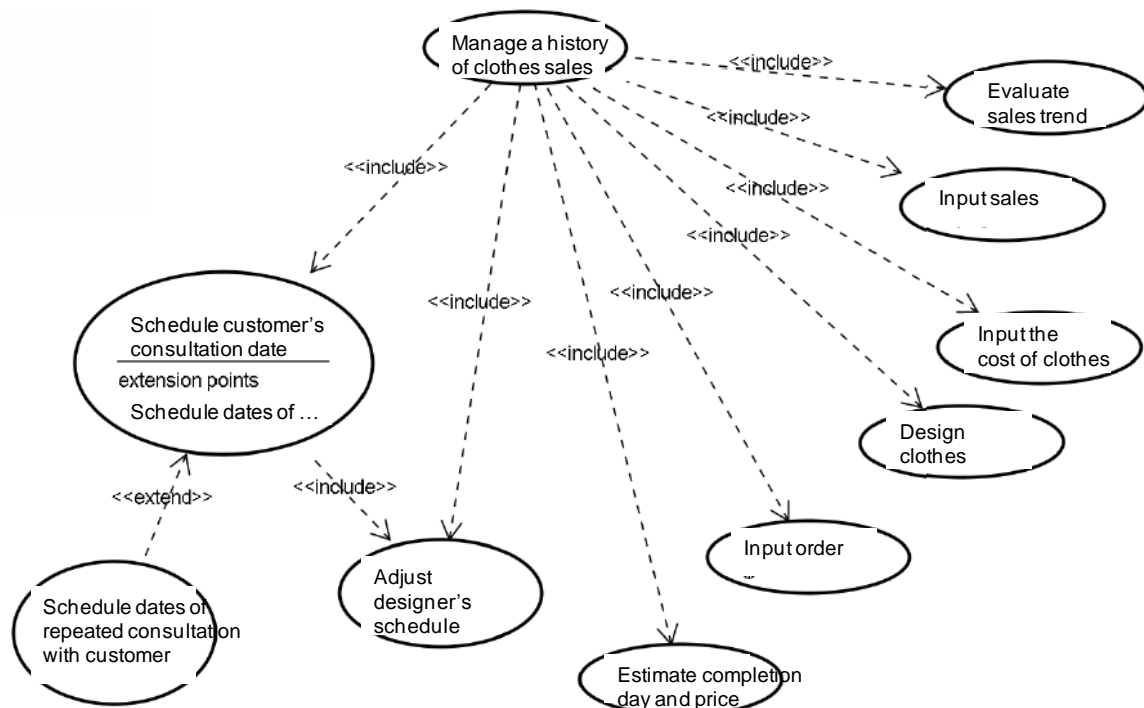 Manage a history
of clothes sales
<<include>>
Evaluate
sales trend
<<include>>
<<include>>
Input sales
<<include>>
<<include>>
<<include>>
<<include>>
Input the
cost of clothes
Schedule customer's
consultation date
extension points
Schedule dates of …
<<include>>
Design
clothes
<<extend>>
<<include>>
Input order
Adjust
designer's
schedule
Schedule dates of
repeated consultation
with customer
Estimate completion
day and price